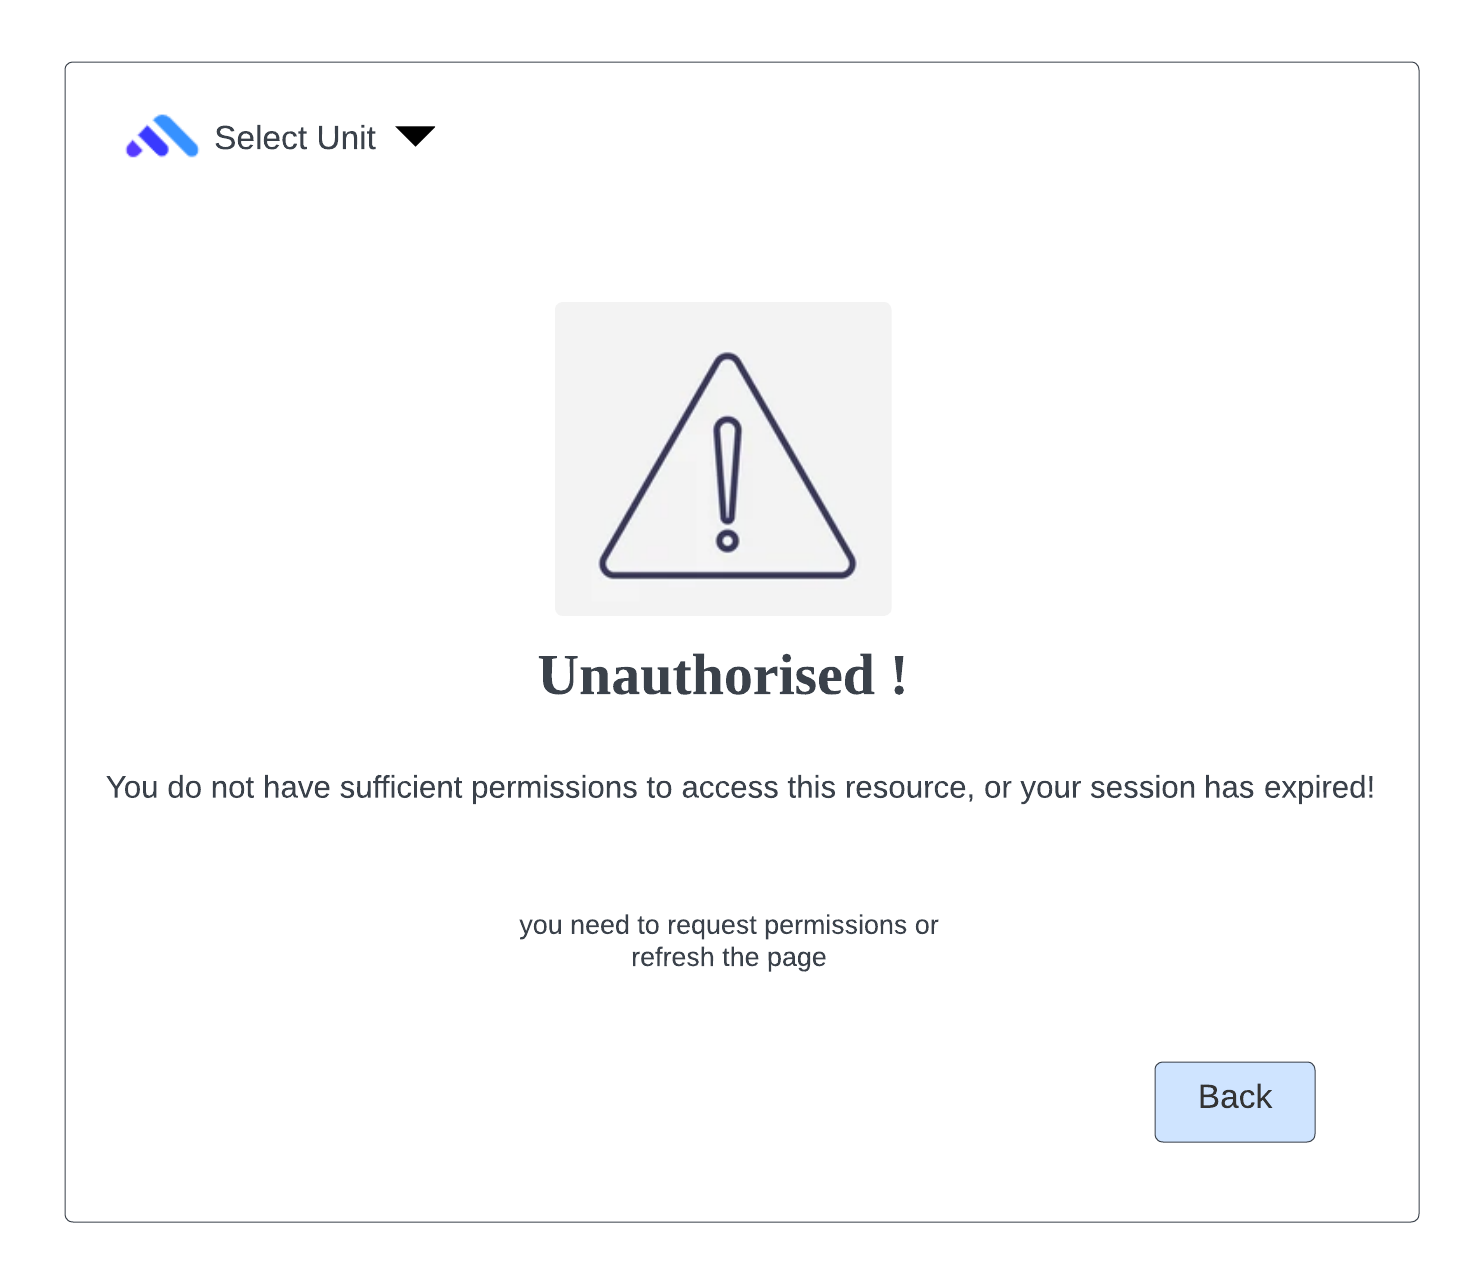 Select Unit
Unauthorised !
You do not have sufficient permissions to access this resource, or your session has expired!
you need to request permissions or
refresh the page
Back